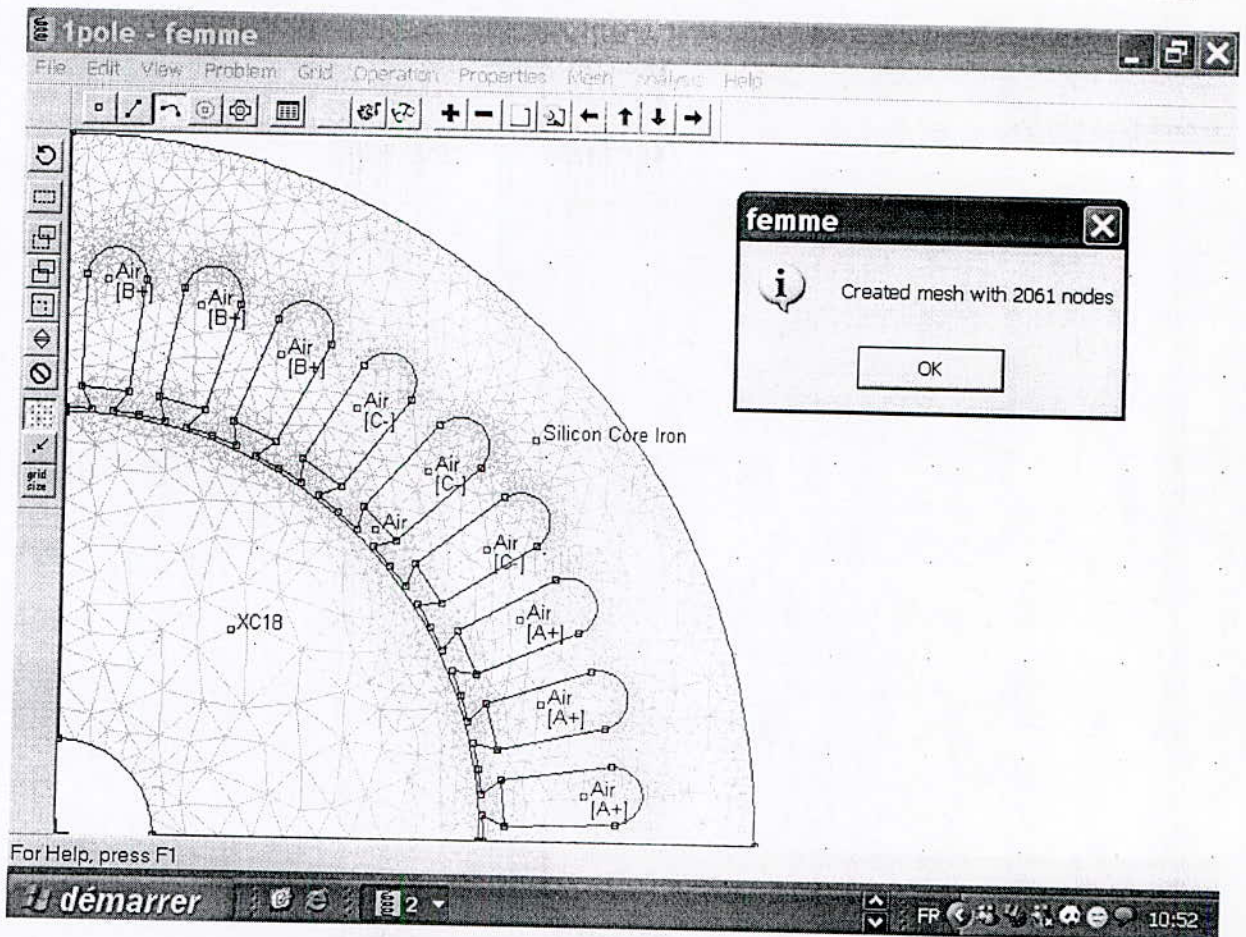 1pole - femme
File Edit View Problem Grid Operation Properties Mesh Analysis Help
grid size
Air
[B+]
Air
[B+]
Air
[B+]
Air
[C-]
Air
[C-]
Silicon Core Iron
Air
Air
[C-]
Air
[A+]
XC18
Air
[A+]
Air
[A+]
femme
Created mesh with 2061 nodes
OK
For Help, press F1
démarrer 2 FR 10:52